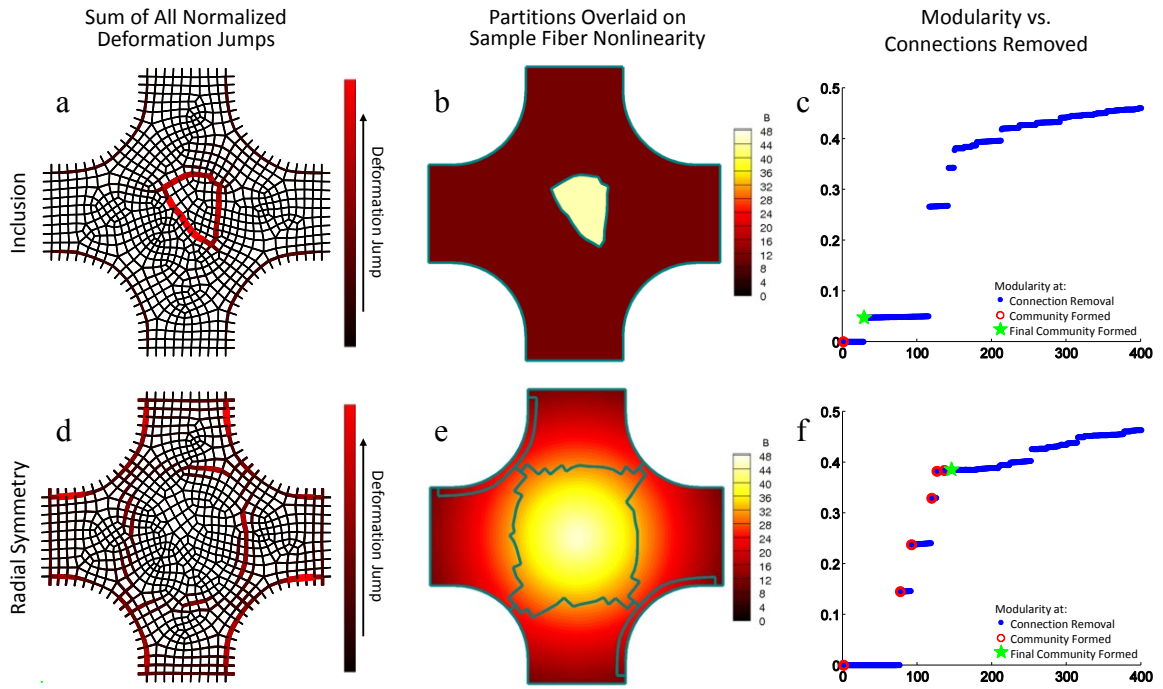 Sum of All Normalized
Deformation Jumps
Partitions Overlaid on
Sample Fiber Nonlinearity
Modularity vs.
Connections Removed
Inclusion
a
Deformation Jump
b
B
48
44
40
36
32
28
24
20
16
12
8
4
0
c
0.5
0.4
0.3
0.2
0.1
0
Modularity at:
Connection Removal
Community Formed
Final Community Formed
0 100 200 300 400
Radial Symmetry
d
Deformation Jump
e
B
48
44
40
36
32
28
24
20
16
12
8
4
0
f
0.5
0.4
0.3
0.2
0.1
0
Modularity at:
Connection Removal
Community Formed
Final Community Formed
0 100 200 300 400